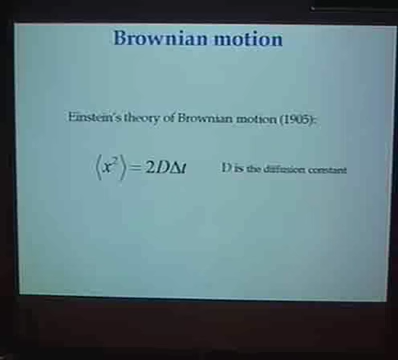 Brownian motion
Einstein's theory of Brownian motion (1905):
⟨x²⟩ = 2DΔt D is the diffusion constant